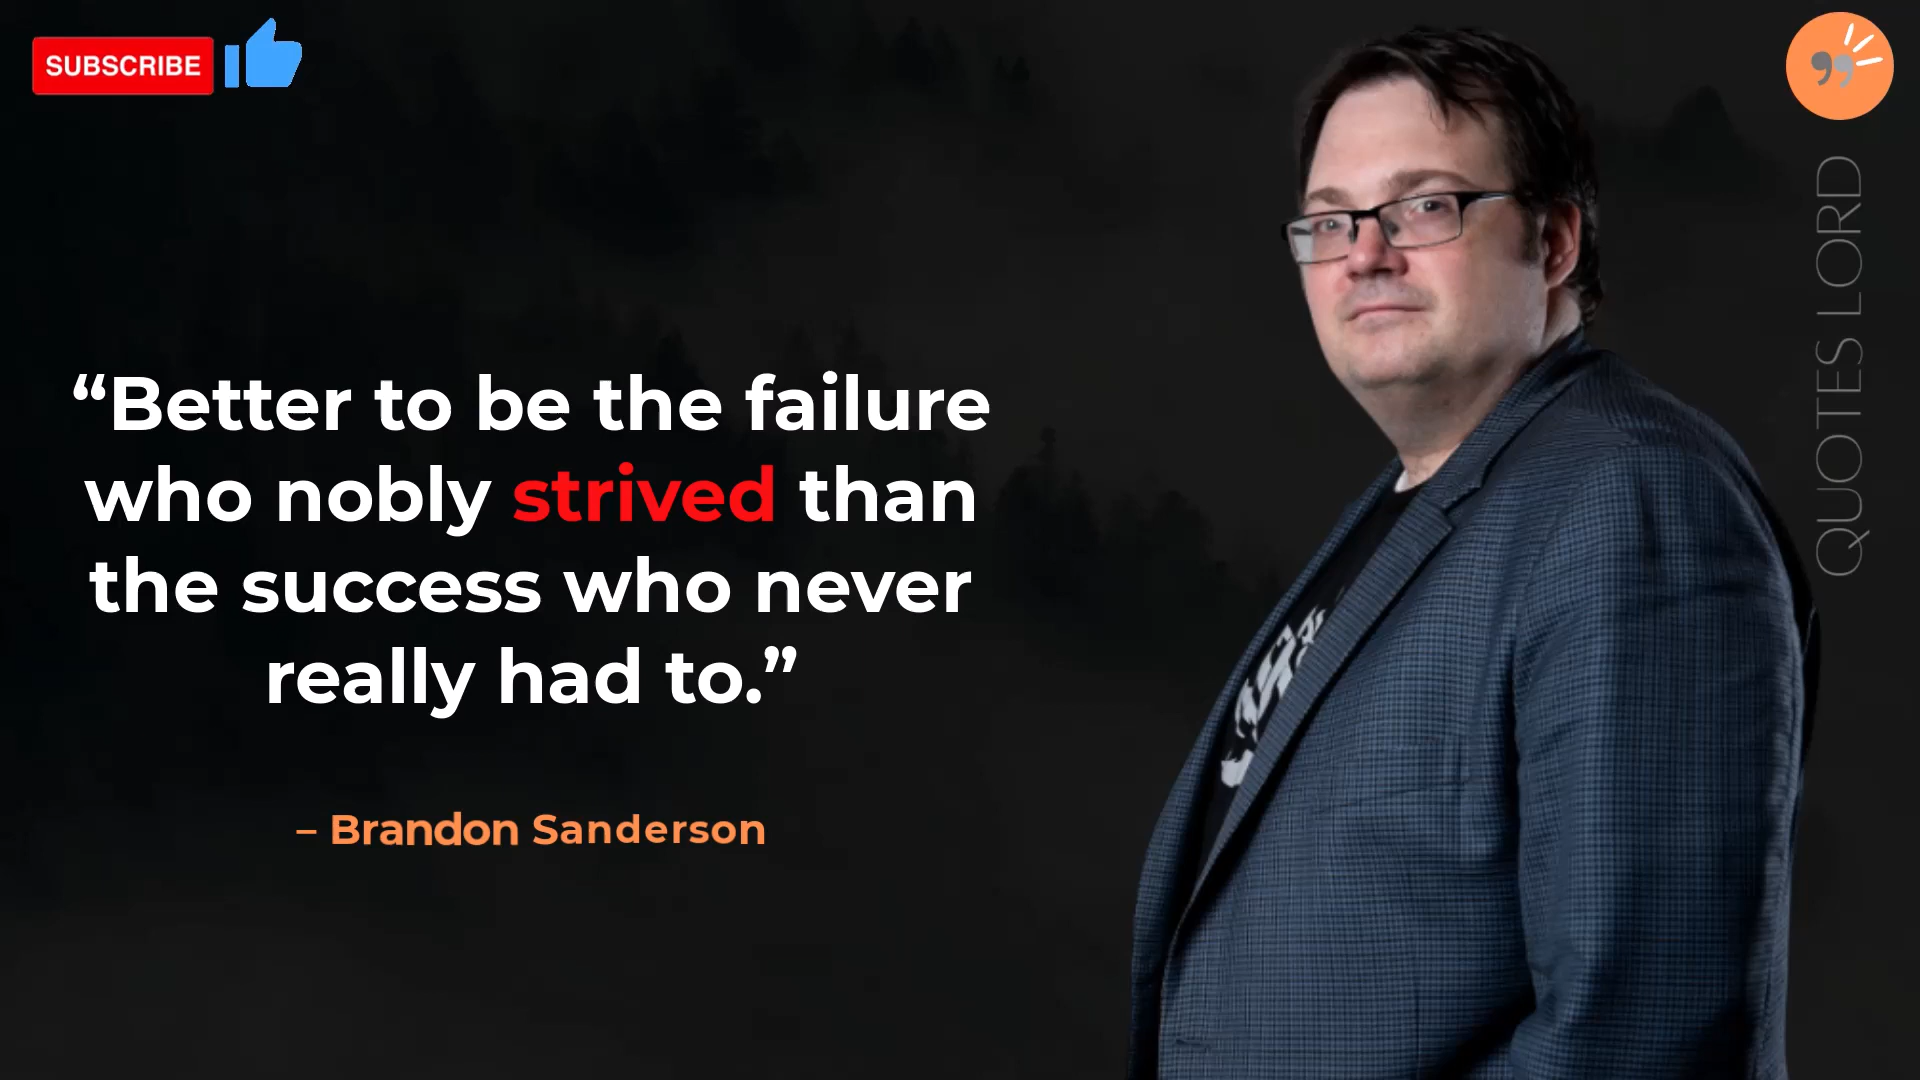 SUBSCRIBE
“Better to be the failure
who nobly strived than
the success who never
really had to.”
– Brandon Sanderson
QUOTES LORD